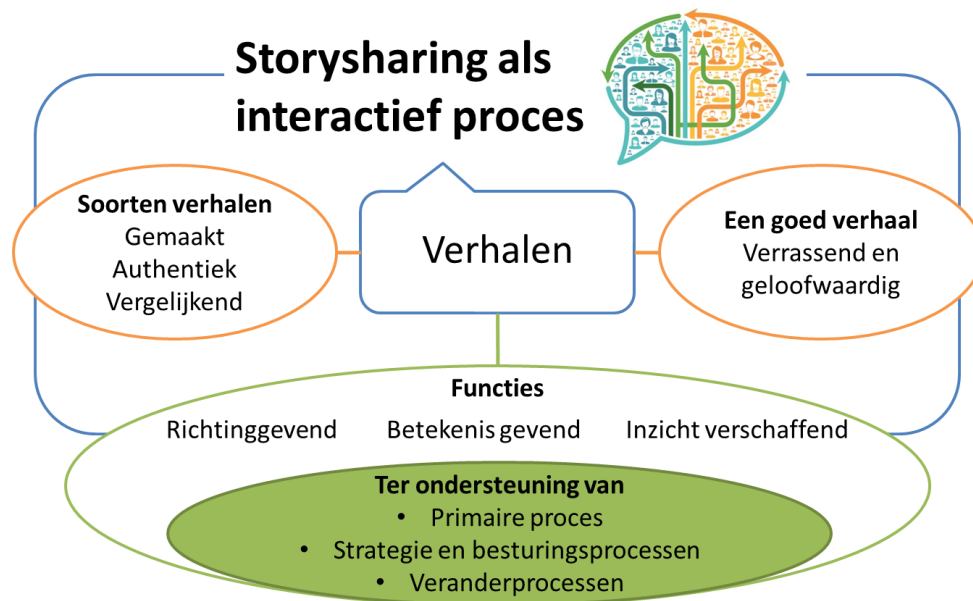 Storysharing als
interactief proces
Soorten verhalen
Gemaakt
Authentiek
Vergelijkend
Verhalen
Een goed verhaal
Verrassend en
geloofwaardig
Functies
Richtinggevend Betekenis gevend Inzicht verschaffend
Ter ondersteuning van
• Primaire proces
• Strategie en besturingsprocessen
• Veranderprocessen